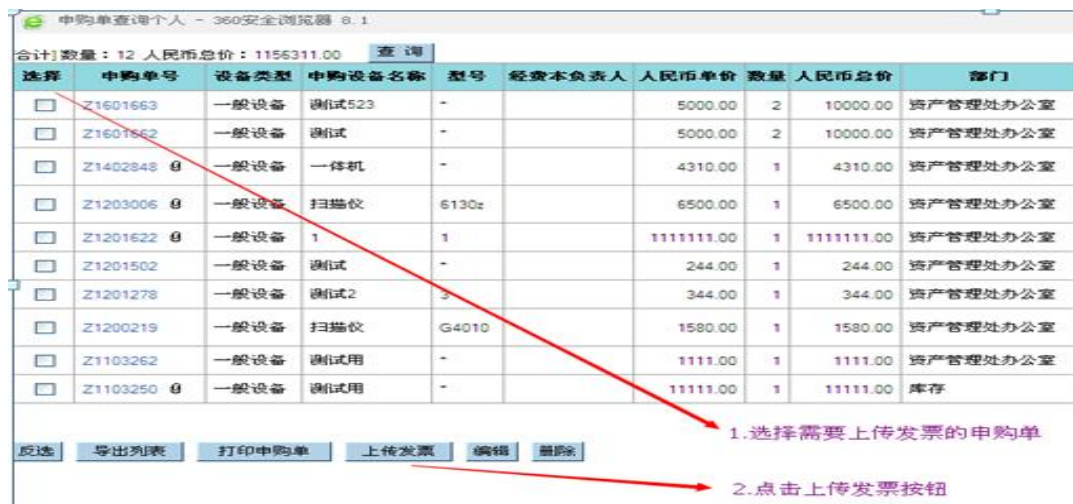 申购单查询个人 - 360安全浏览器 8.1
合计]数量：12 人民币总价：1156311.00 查 询
选择 申购单号 设备类型 申购设备名称 型号 经费本负责人 人民币单价 数量 人民币总价 部门
Z1601663 一般设备 测试523 - 5000.00 2 10000.00 资产管理处办公室
Z1601662 一般设备 测试 - 5000.00 2 10000.00 资产管理处办公室
Z1402848 一般设备 一体机 - 4310.00 1 4310.00 资产管理处办公室
Z1203006 一般设备 扫描仪 6130z 6500.00 1 6500.00 资产管理处办公室
Z1201622 一般设备 1 1 1111111.00 1 1111111.00 资产管理处办公室
Z1201502 一般设备 测试 - 244.00 1 244.00 资产管理处办公室
Z1201278 一般设备 测试2 3 344.00 1 344.00 资产管理处办公室
Z1200219 一般设备 扫描仪 G4010 1580.00 1 1580.00 资产管理处办公室
Z1103262 一般设备 测试用 - 1111.00 1 1111.00 资产管理处办公室
Z1103250 一般设备 测试用 - 11111.00 1 11111.00 库存
1.选择需要上传发票的申购单
反选 导出列表 打印申购单 上传发票 编辑 删除
2.点击上传发票按钮